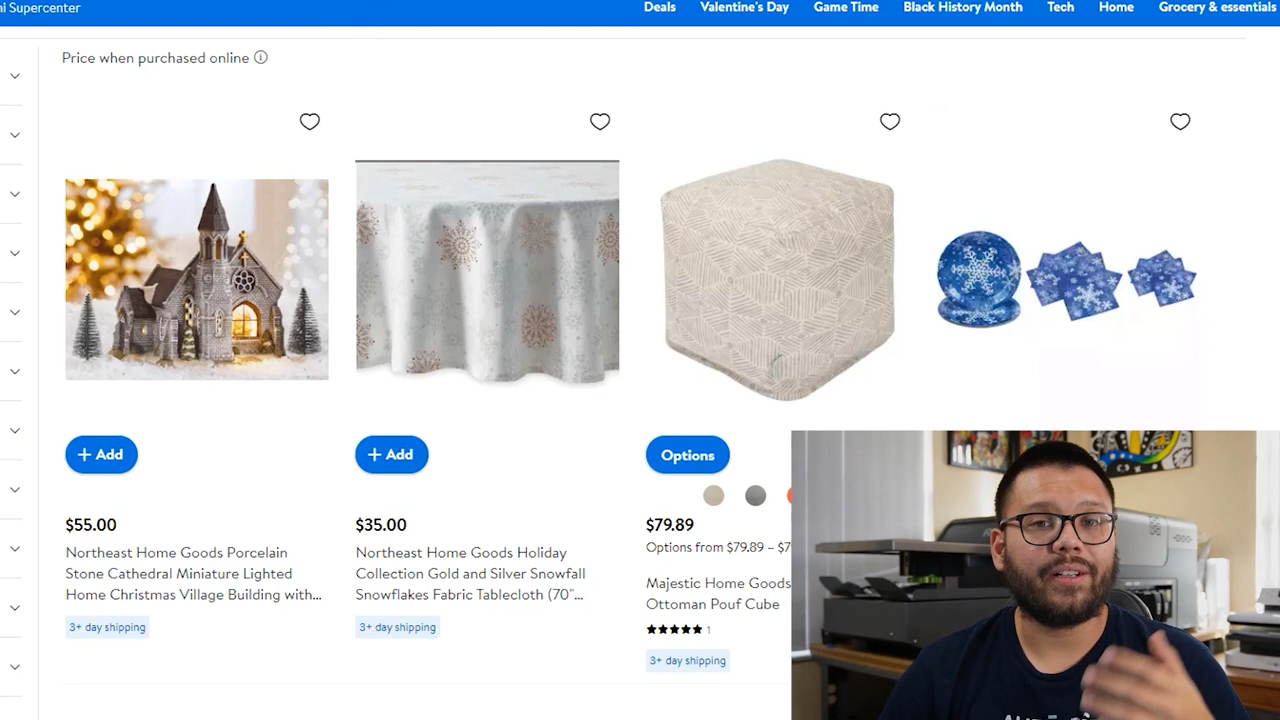 Supercenter
Deals
Valentine's Day
Game Time
Black History Month
Tech
Home
Grocery & essentials
Price when purchased online
+ Add
+ Add
Options
$55.00
Northeast Home Goods Porcelain
Stone Cathedral Miniature Lighted
Home Christmas Village Building with...
3+ day shipping
$35.00
Northeast Home Goods Holiday
Collection Gold and Silver Snowfall
Snowflakes Fabric Tablecloth (70"...
3+ day shipping
$79.89
Options from $79.89 – $7
Majestic Home Goods
Ottoman Pouf Cube
1
3+ day shipping